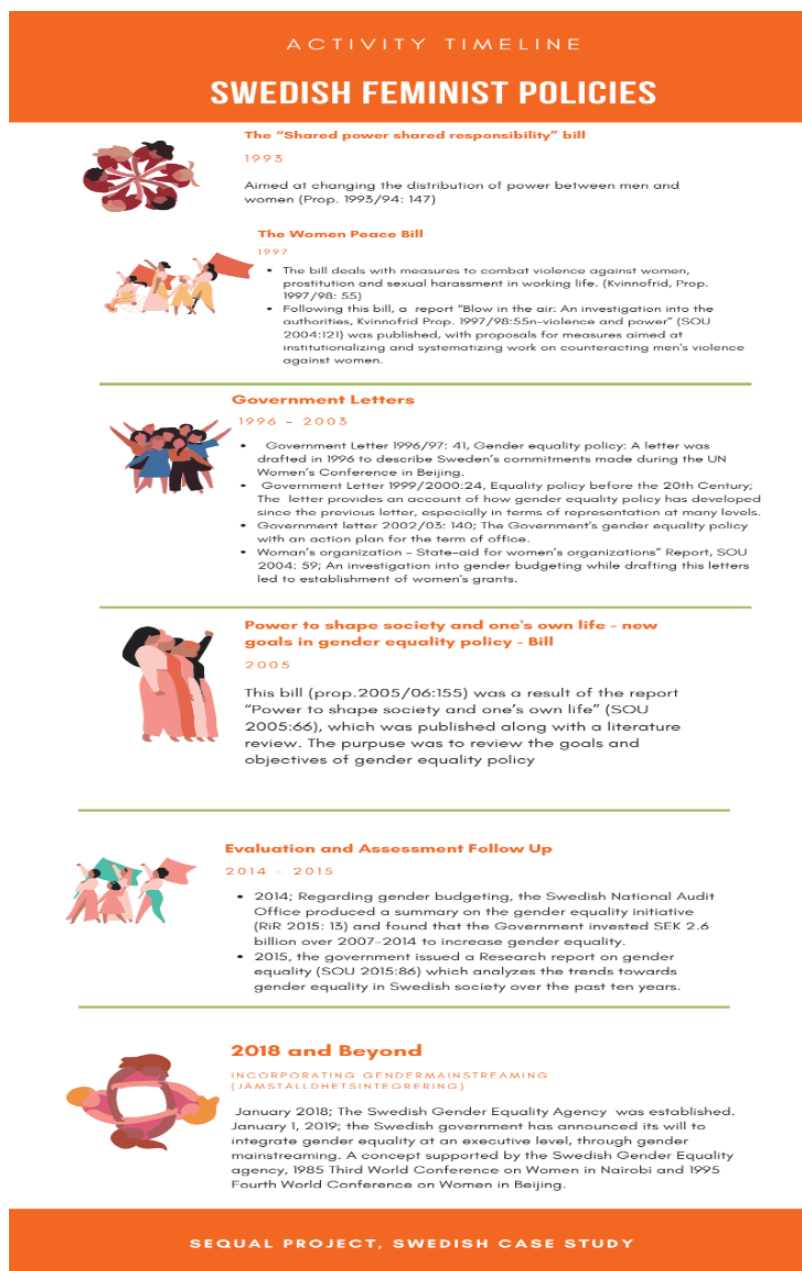 ACTIVITY TIMELINE
SWEDISH FEMINIST POLICIES
The “Shared power shared responsibility” bill
1993
Aimed at changing the distribution of power between men and
women (Prop. 1993/94: 147)
The Women Peace Bill
1997
• The bill deals with measures to combat violence against women,
prostitution and sexual harassment in working life. (Kvinnofrid, Prop.
1997/98: 55)
• Following this bill, a report “Blow in the air: An investigation into the
authorities, Kvinnofrid Prop. 1997/98:55n-violence and power” (SOU
2004:121) was published, with proposals for measures aimed at
institutionalizing and systematizing work on counteracting men's violence
against women.
Government Letters
1996 - 2003
• Government Letter 1996/97: 41, Gender equality policy: A letter was
drafted in 1996 to describe Sweden’s commitments made during the UN
Women’s Conference in Beijing.
• Government Letter 1999/2000:24, Equality policy before the 20th Century;
The letter provides an account of how gender equality policy has developed
since the previous letter, especially in terms of representation at many levels.
• Government letter 2002/03: 140; The Government's gender equality policy
with an action plan for the term of office.
• Woman’s organization - State-aid for women’s organizations” Report, SOU
2004: 59; An investigation into gender budgeting while drafting this letters
led to establishment of women's grants.
Power to shape society and one's own life - new
goals in gender equality policy - Bill
2005
This bill (prop.2005/06:155) was a result of the report
“Power to shape society and one’s own life” (SOU
2005:66), which was published along with a literature
review. The purpuse was to review the goals and
objectives of gender equality policy
Evaluation and Assessment Follow Up
2014 - 2015
• 2014; Regarding gender budgeting, the Swedish National Audit
Office produced a summary on the gender equality initiative
(RiR 2015: 13) and found that the Government invested SEK 2.6
billion over 2007-2014 to increase gender equality.
• 2015, the government issued a Research report on gender
equality (SOU 2015:86) which analyzes the trends towards
gender equality in Swedish society over the past ten years.
2018 and Beyond
INCORPORATING GENDERMAINSTREAMING
(JÄMSTÄLLDHETSINTEGRERING)
January 2018; The Swedish Gender Equality Agency was established.
January 1, 2019; the Swedish government has announced its will to
integrate gender equality at an executive level, through gender
mainstreaming. A concept supported by the Swedish Gender Equality
agency, 1985 Third World Conference on Women in Nairobi and 1995
Fourth World Conference on Women in Beijing.
SEQUAL PROJECT, SWEDISH CASE STUDY